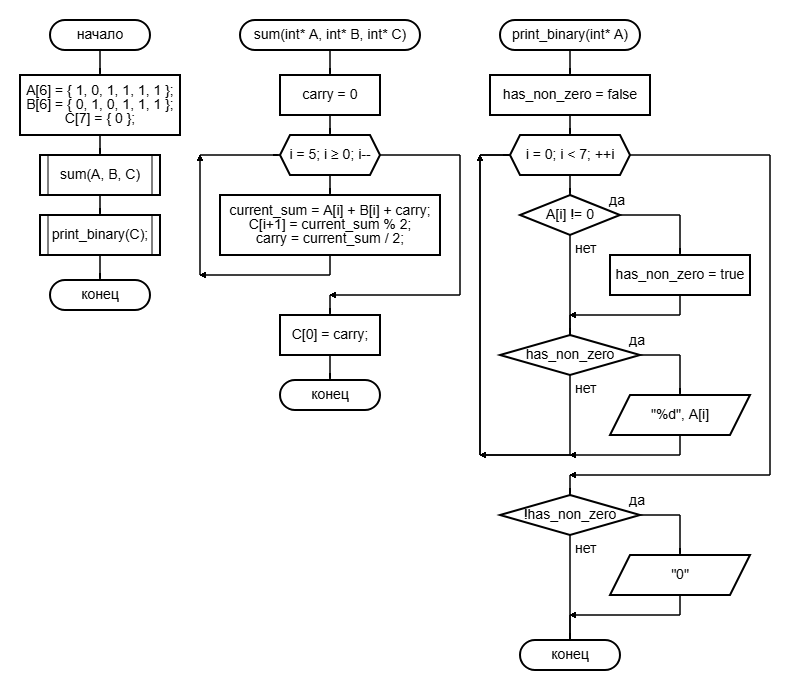 начало
A[6] = { 1, 0, 1, 1, 1, 1 };
B[6] = { 0, 1, 0, 1, 1, 1 };
C[7] = { 0 };
sum(A, B, C)
print_binary(C);
конец
sum(int* A, int* B, int* C)
carry = 0
i = 5; i ≥ 0; i--
current_sum = A[i] + B[i] + carry;
C[i+1] = current_sum % 2;
carry = current_sum / 2;
C[0] = carry;
конец
print_binary(int* A)
has_non_zero = false
i = 0; i < 7; ++i
A[i] != 0
да
нет
has_non_zero = true
has_non_zero
да
нет
"%d", A[i]
!has_non_zero
да
нет
"0"
конец